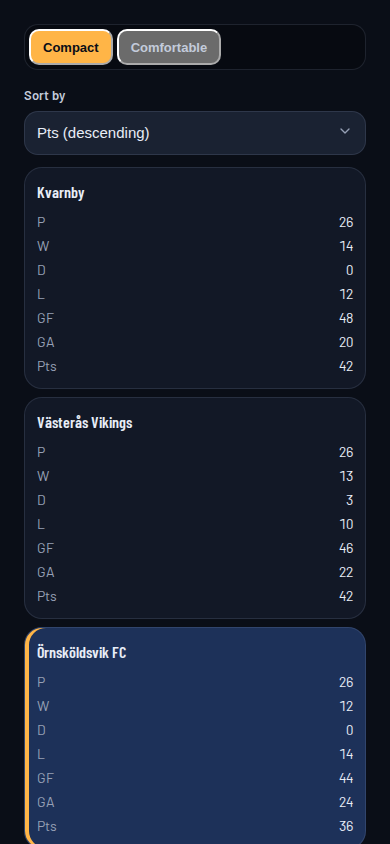 Compact Comfortable
Sort by
Pts (descending)
Kvarnby
P 26
W 14
D 0
L 12
GF 48
GA 20
Pts 42
Västerås Vikings
P 26
W 13
D 3
L 10
GF 46
GA 22
Pts 42
Örnsköldsvik FC
P 26
W 12
D 0
L 14
GF 44
GA 24
Pts 36